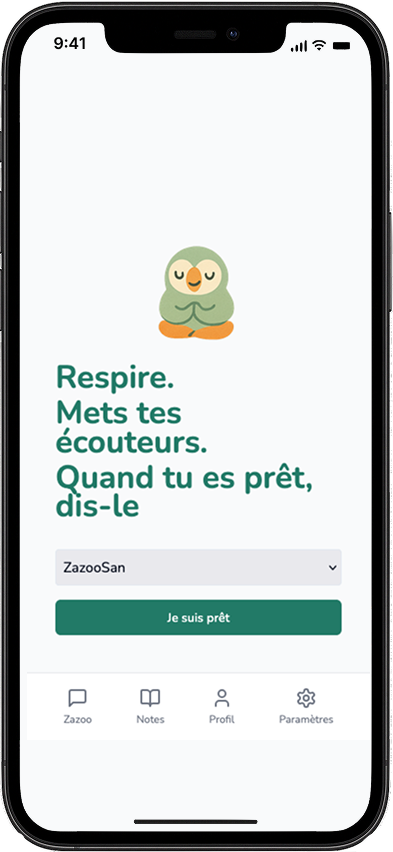 9:41
Respire.
Mets tes
écouteurs.
Quand tu es prêt,
dis-le
ZazooSan
Je suis prêt
Zazoo
Notes
Profil
Paramètres